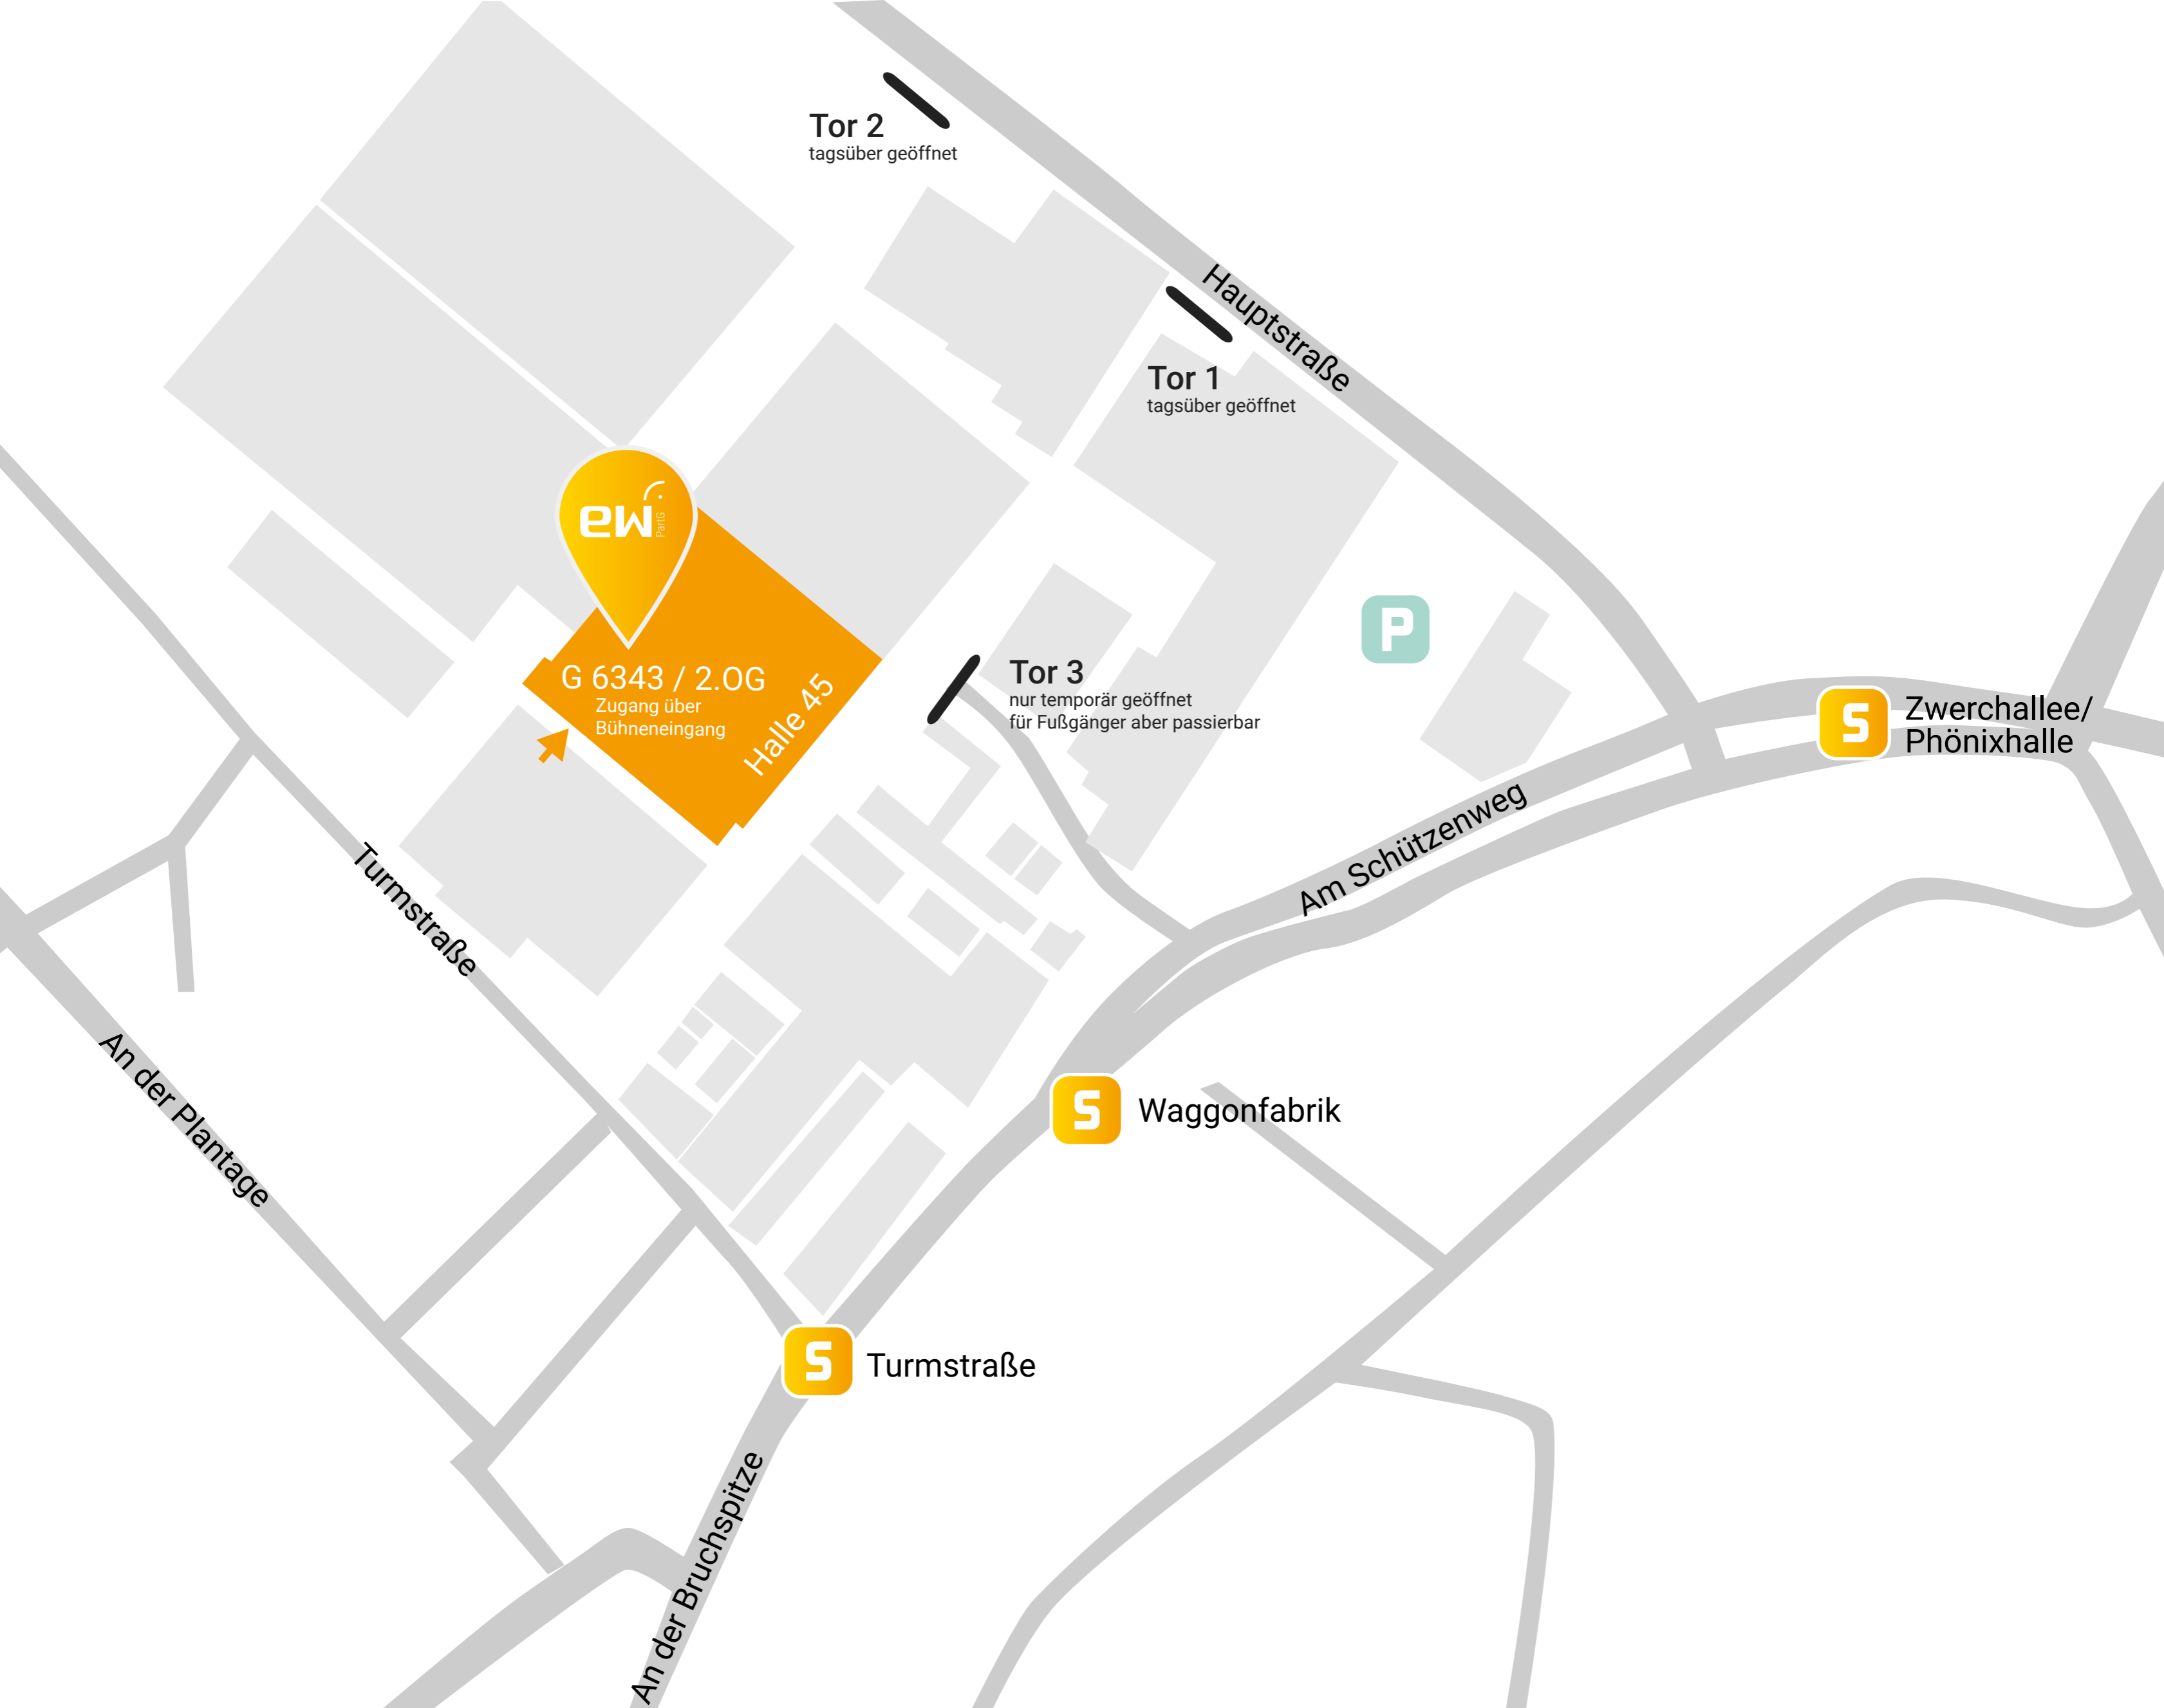 Tor 2
tagsüber geöffnet
Hauptstraße
Tor 1
tagsüber geöffnet
ew
PartG
P
G 6343 / 2.OG
Zugang über
Bühneneingang
Halle 45
Tor 3
nur temporär geöffnet
für Fußgänger aber passierbar
S
Zwerchallee/
Phönixhalle
Am Schützenweg
Turmstraße
An der Plantage
S
Waggonfabrik
S
Turmstraße
An der Bruchspitze